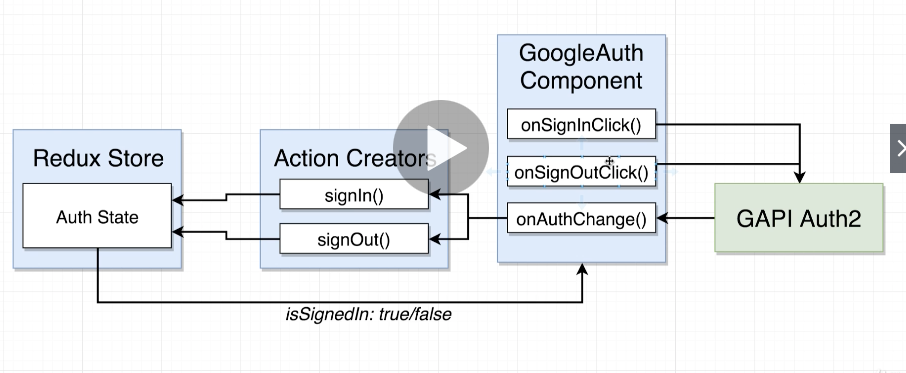 GoogleAuth
Component
onSignInClick()
onSignOutClick()
onAuthChange()
Redux Store
Auth State
Action Creators
signIn()
signOut()
GAPI Auth2
isSignedIn: true/false